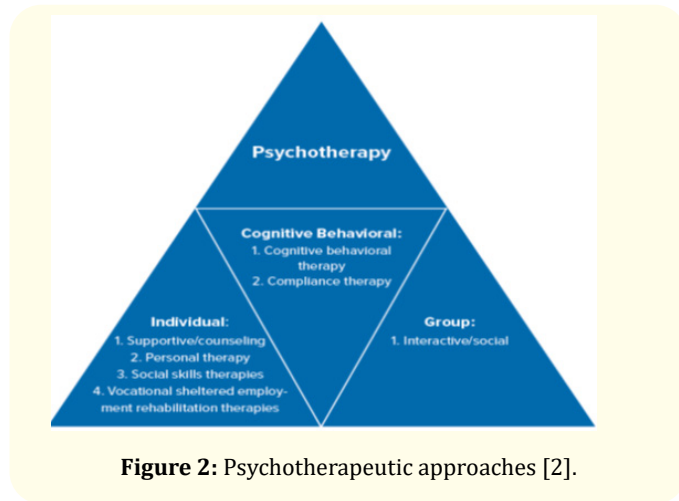 Psychotherapy
Cognitive Behavioral:
1. Cognitive behavioral
therapy
2. Compliance therapy
Individual:
1. Supportive/counseling
2. Personal therapy
3. Social skills therapies
4. Vocational sheltered employ-
ment rehabilitation therapies
Group:
1. Interactive/social
Figure 2: Psychotherapeutic approaches [2].